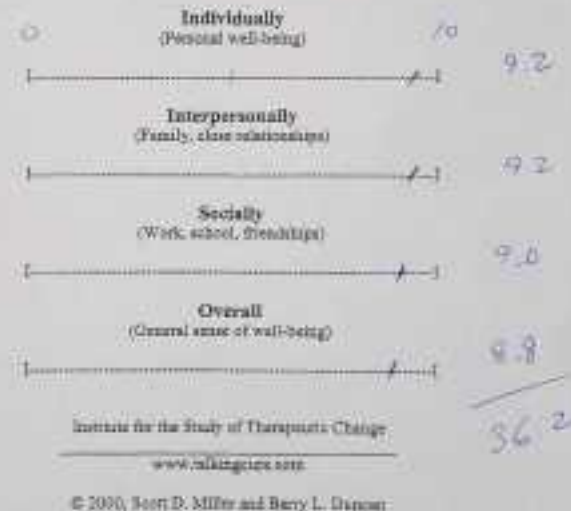 Individually
(Personal well-being)
0 10
9.2
Interpersonally
(Family, close relationships)
9.2
Socially
(Work, school, friendships)
9.0
Overall
(General sense of well-being)
8.8
36.2
Institute for the Study of Therapeutic Change
www.talkingcure.com
© 2000, Scott D. Miller and Barry L. Duncan